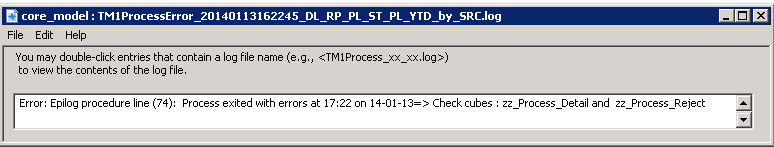 core_model : TM1ProcessError_20140113162245_DL_RP_PL_ST_PL_YTD_by_SRC.log
File Edit Help
You may double-click entries that contain a log file name (e.g., <TM1Process_xx_xx.log>)
to view the contents of the log file.
Error: Epilog procedure line (74): Process exited with errors at 17:22 on 14-01-13=> Check cubes : zz_Process_Detail and zz_Process_Reject